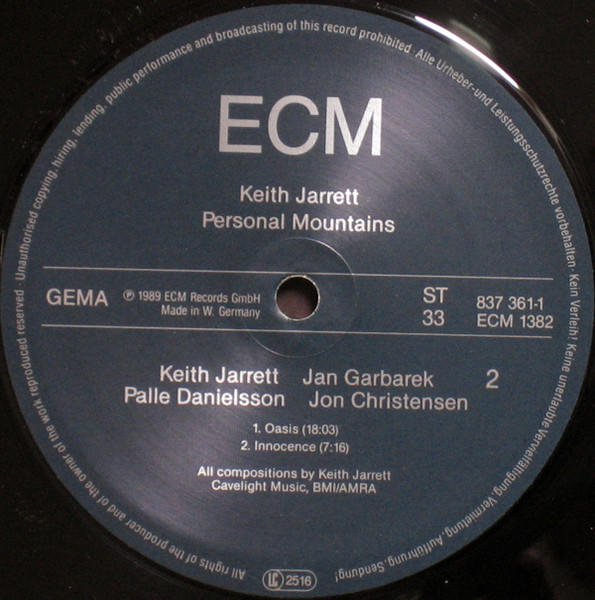 ECM
Keith Jarrett
Personal Mountains
GEMA
℗ 1989 ECM Records GmbH
Made in W. Germany
ST
33
837 361-1
ECM 1382
Keith Jarrett Jan Garbarek 2
Palle Danielsson Jon Christensen
1. Oasis (18:03)
2. Innocence (7:16)
All compositions by Keith Jarrett
Cavelight Music, BMI/AMRA
All rights of the producer and of the owner of the work reproduced reserved · Unauthorised copying, hiring, lending, public performance and broadcasting of this record prohibited. Alle Urheber- und Leistungsschutzrechte vorbehalten · Kein Verleih! Keine unerlaubte Vervielfältigung, Vermietung, Aufführung, Sendung!
LC 2516